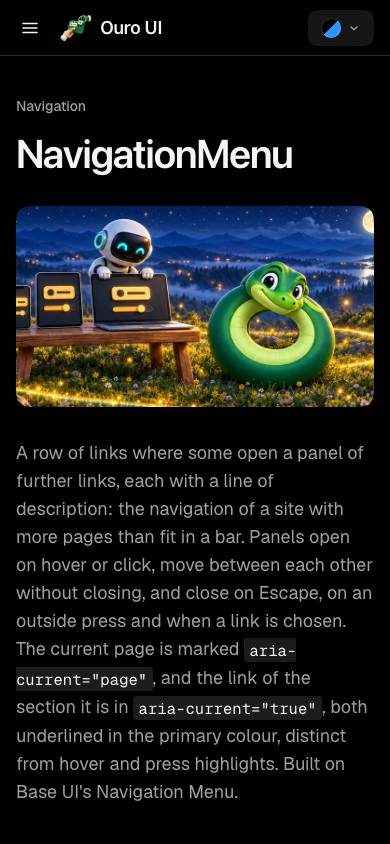 Ouro UI
Navigation
NavigationMenu
A row of links where some open a panel of
further links, each with a line of
description: the navigation of a site with
more pages than fit in a bar. Panels open
on hover or click, move between each other
without closing, and close on Escape, on an
outside press and when a link is chosen.
The current page is marked aria-
current="page", and the link of the
section it is in aria-current="true", both
underlined in the primary colour, distinct
from hover and press highlights. Built on
Base UI's Navigation Menu.